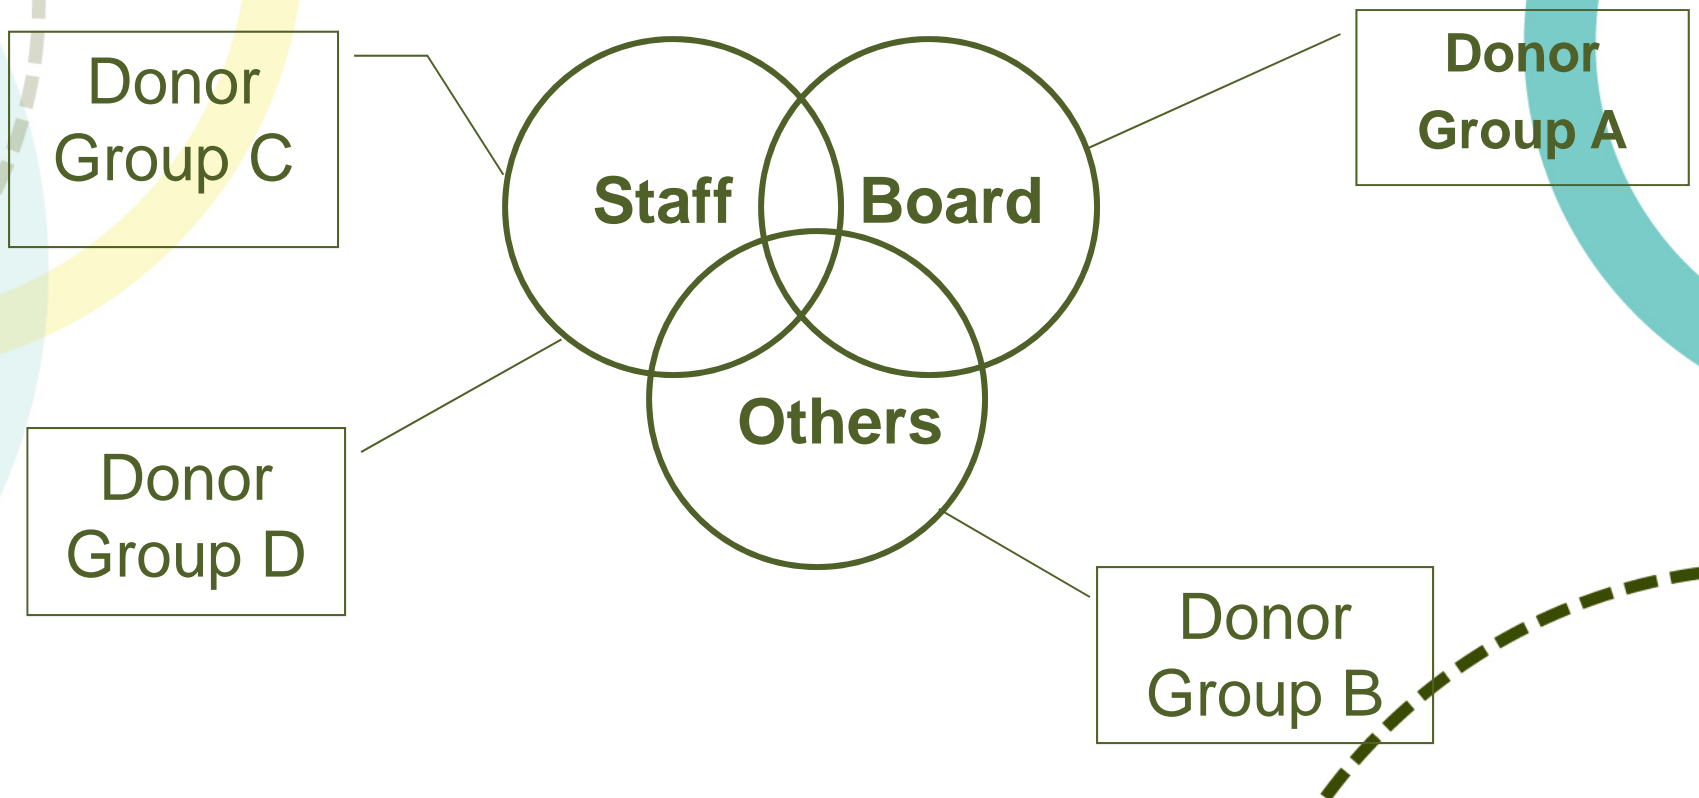 Donor
Group C
Donor
Group A
Staff
Board
Others
Donor
Group D
Donor
Group B